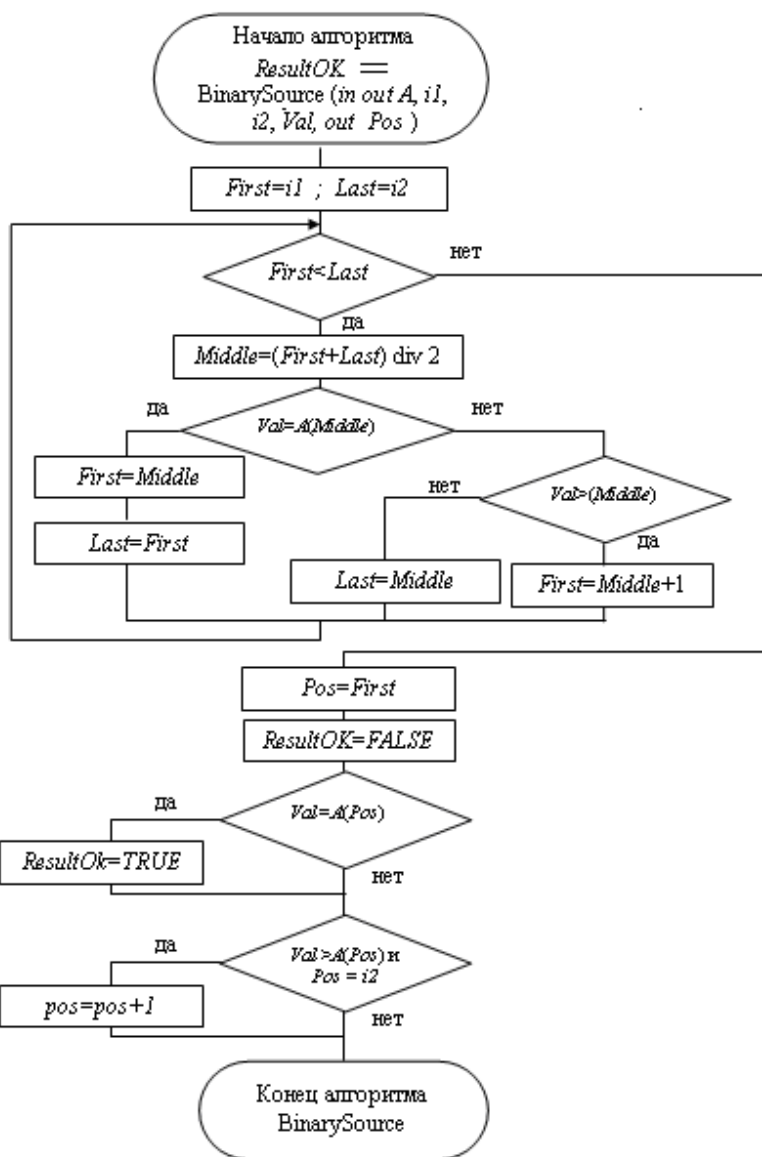 Начало алгоритма
ResultOK =
BinarySource (in out A, i1,
i2, Val, out Pos )
First=i1 ; Last=i2
First<Last
нет
да
Middle=(First+Last) div 2
да
Val=A(Middle)
нет
First=Middle
нет
Val>(Middle)
Last=First
да
Last=Middle
First=Middle+1
Pos=First
ResultOK=FALSE
да
Val=A(Pos)
ResultOk=TRUE
нет
да
Val>A(Pos) и
Pos = i2
pos=pos+1
нет
Конец алгоритма
BinarySource